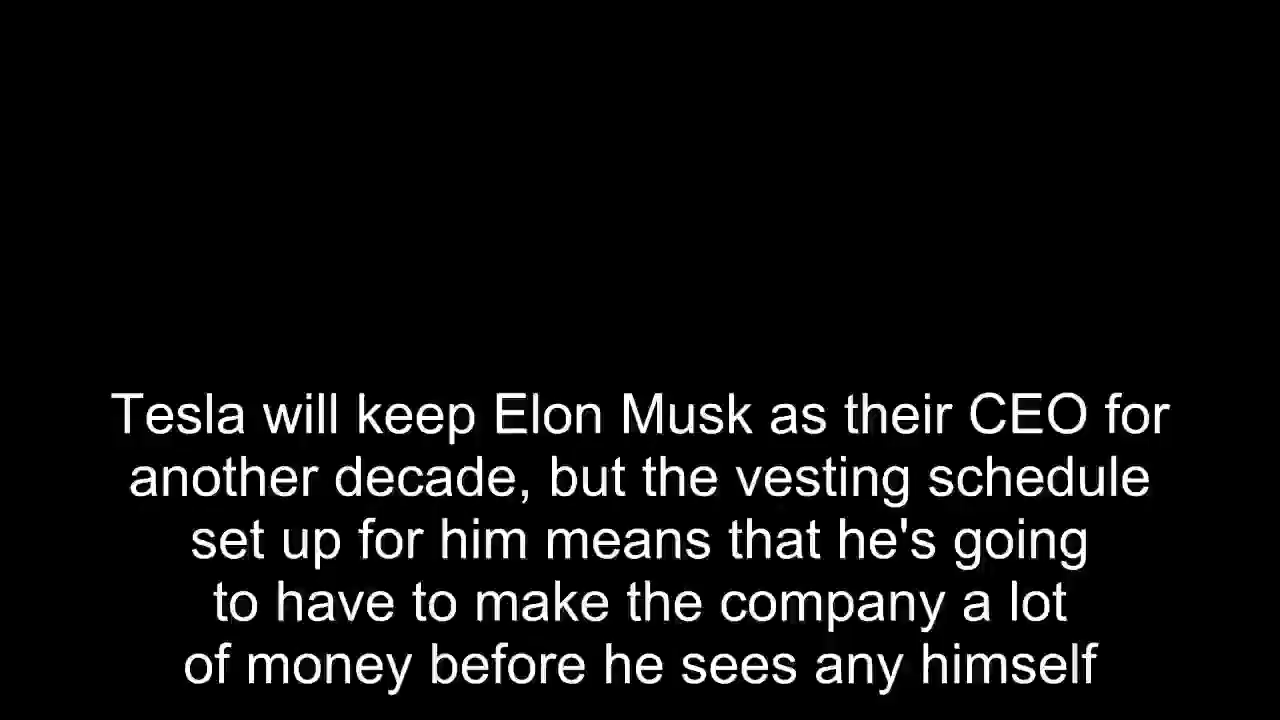 Tesla will keep Elon Musk as their CEO for
another decade, but the vesting schedule
set up for him means that he's going
to have to make the company a lot
of money before he sees any himself